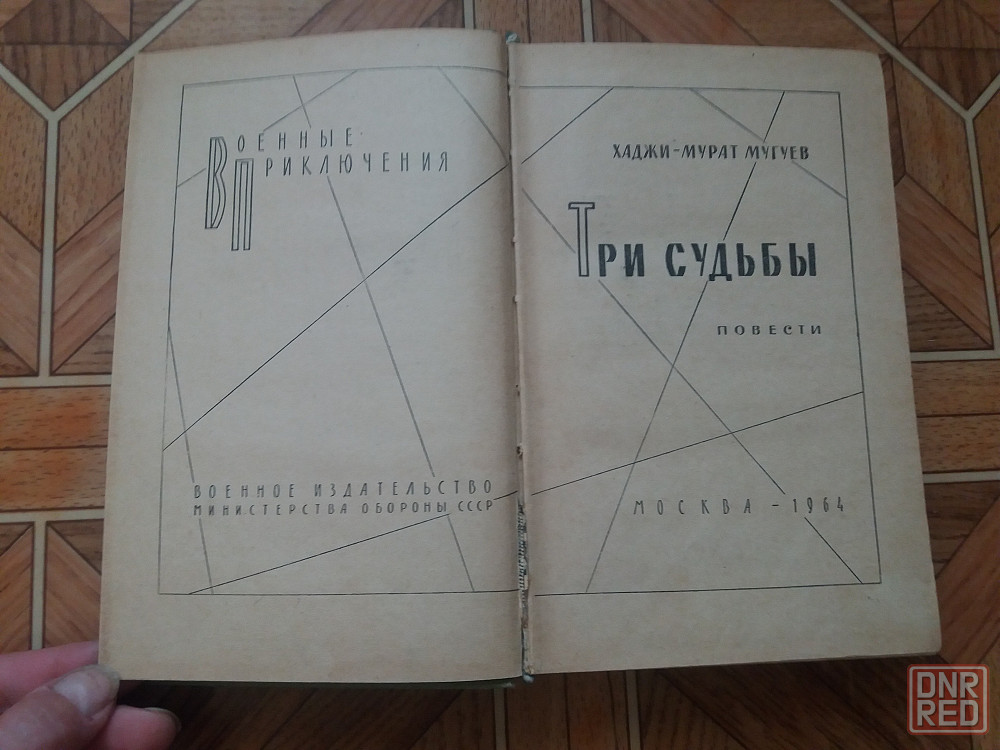 Военные
приключения
ВОЕННОЕ ИЗДАТЕЛЬСТВО
МИНИСТЕРСТВА ОБОРОНЫ СССР
ХАДЖИ-МУРАТ МУГУЕВ
ТРИ СУДЬБЫ
ПОВЕСТИ
МОСКВА - 1964
DNR
RED